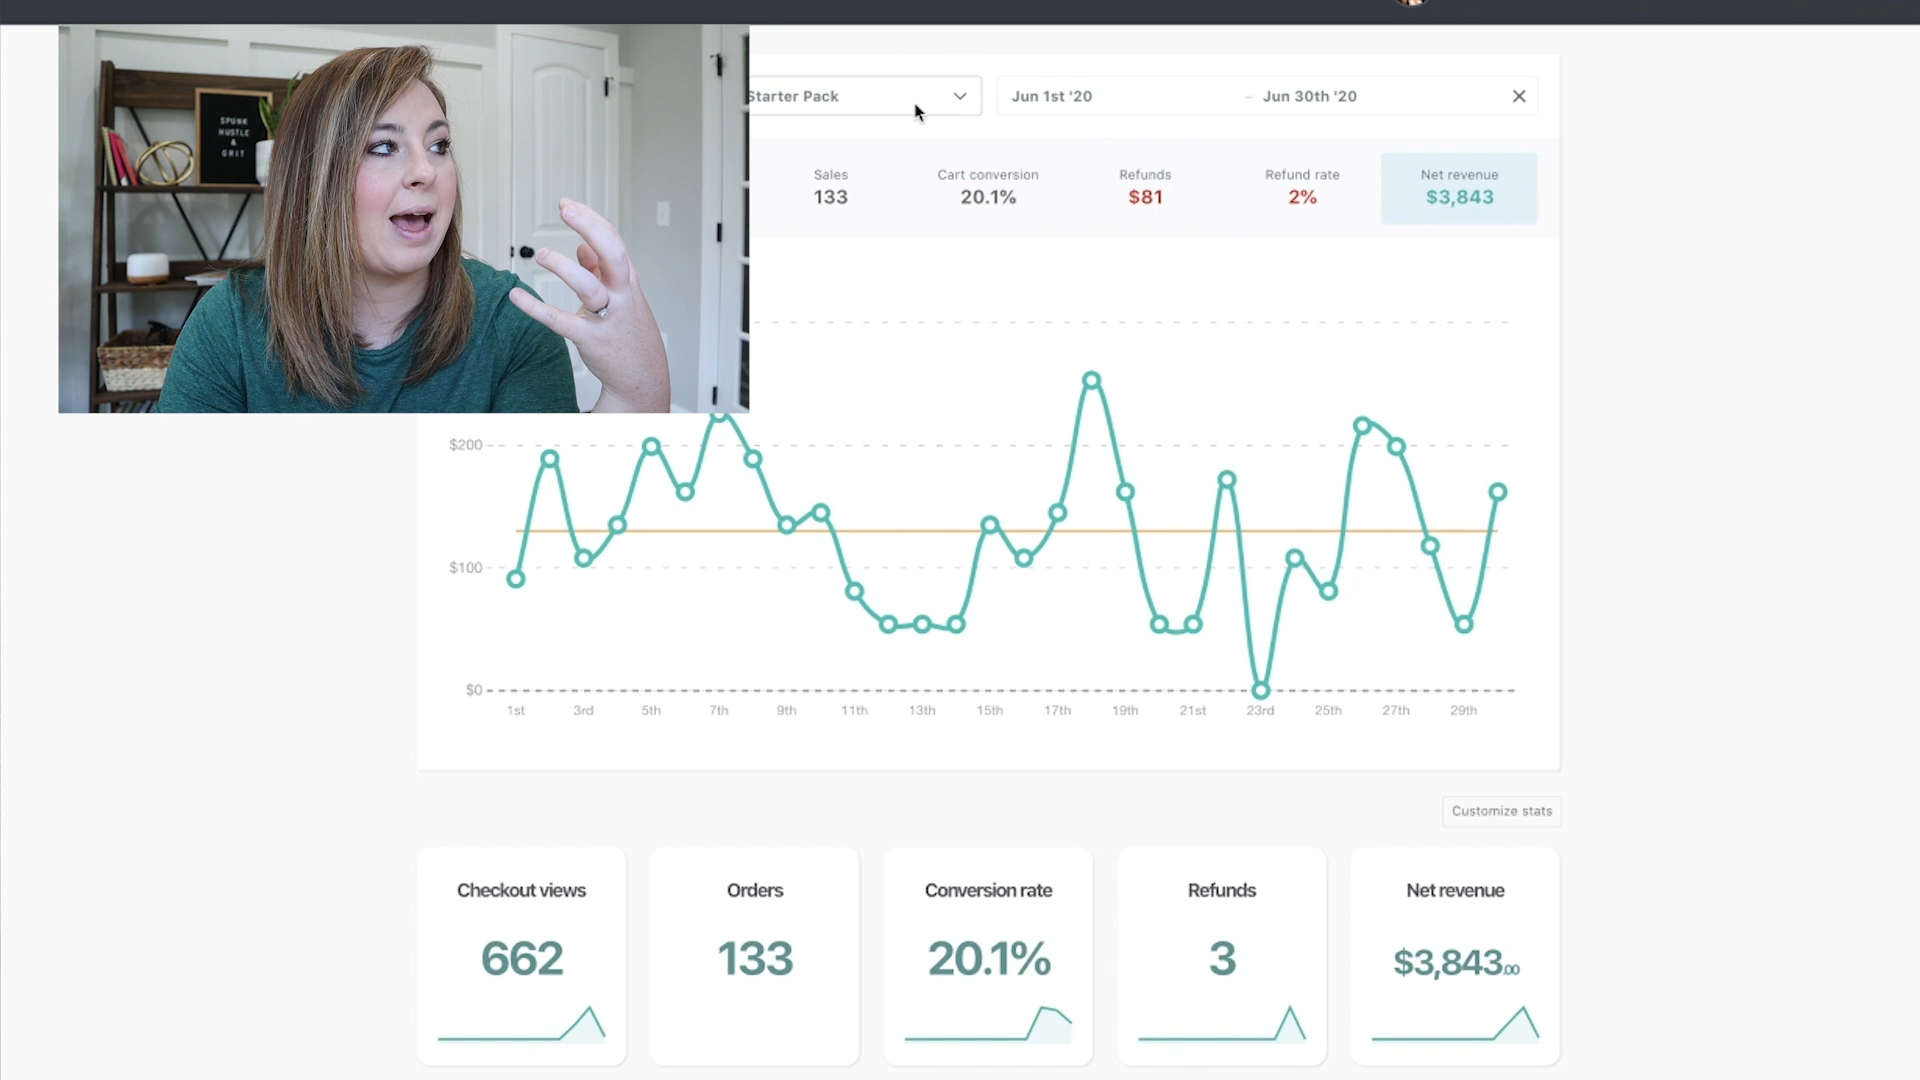 SPUNK
HUSTLE
&
GRIT
Starter Pack
Jun 1st '20 – Jun 30th '20
Sales
133
Cart conversion
20.1%
Refunds
$81
Refund rate
2%
Net revenue
$3,843
$200
$100
$0
1st 3rd 5th 7th 9th 11th 13th 15th 17th 19th 21st 23rd 25th 27th 29th
Customize stats
Checkout views
662
Orders
133
Conversion rate
20.1%
Refunds
3
Net revenue
$3,843.00